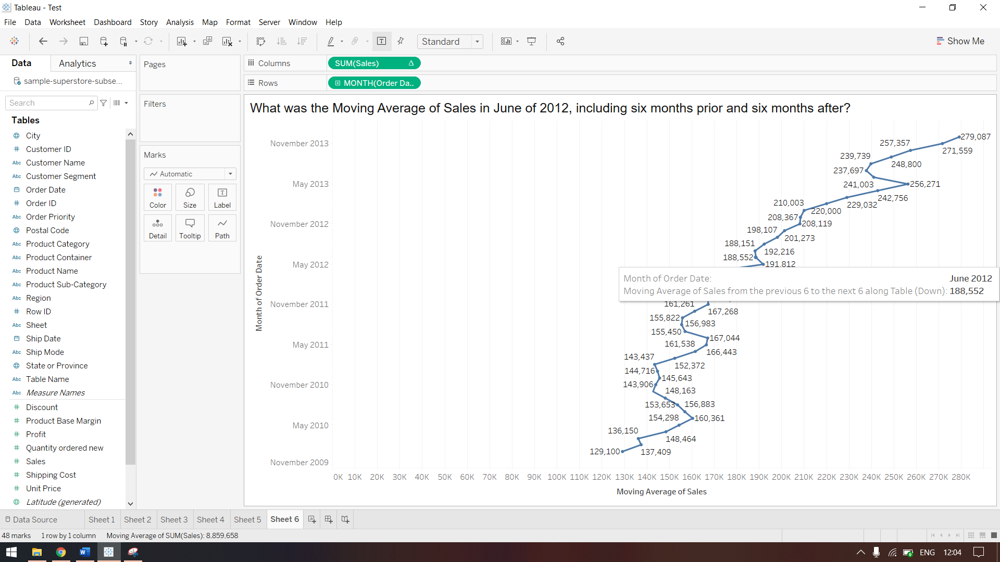 Tableau - Test
File Data Worksheet Dashboard Story Analysis Map Format Server Window Help
Standard
Show Me
Data
Analytics
sample-superstore-subse...
Search
Tables
City
Customer ID
Abc Customer Name
Abc Customer Segment
Order Date
Order ID
Abc Order Priority
Postal Code
Abc Product Category
Abc Product Container
Abc Product Name
Abc Product Sub-Category
Abc Region
Row ID
Abc Sheet
Ship Date
Abc Ship Mode
State or Province
Abc Table Name
Abc Measure Names
Discount
Product Base Margin
Profit
Quantity ordered new
Sales
Shipping Cost
Unit Price
Latitude (generated)
Pages
Filters
Marks
Automatic
Color Size Label
Detail Tooltip Path
Columns SUM(Sales)
Rows MONTH(Order Da..
What was the Moving Average of Sales in June of 2012, including six months prior and six months after?
279,087
November 2013
257,357
271,559
239,739
248,800
237,697
May 2013
241,003
256,271
242,756
210,003
229,032
220,000
208,367
November 2012
208,119
198,107
201,273
188,151
192,216
188,552
May 2012
191,812
Month of Order Date: June 2012
Moving Average of Sales from the previous 6 to the next 6 along Table (Down): 188,552
161,261
November 2011
167,268
155,822
156,983
155,450
167,044
May 2011
161,538
166,443
143,437
152,372
144,716
145,643
November 2010
143,906
148,163
153,653
156,883
154,298
160,361
May 2010
136,150
148,464
129,100
137,409
November 2009
Month of Order Date
0K 10K 20K 30K 40K 50K 60K 70K 80K 90K 100K 110K 120K 130K 140K 150K 160K 170K 180K 190K 200K 210K 220K 230K 240K 250K 260K 270K 280K
Moving Average of Sales
Data Source Sheet 1 Sheet 2 Sheet 3 Sheet 4 Sheet 5 Sheet 6
48 marks 1 row by 1 column Moving Average of SUM(Sales): 8,859,658
ENG 12:04